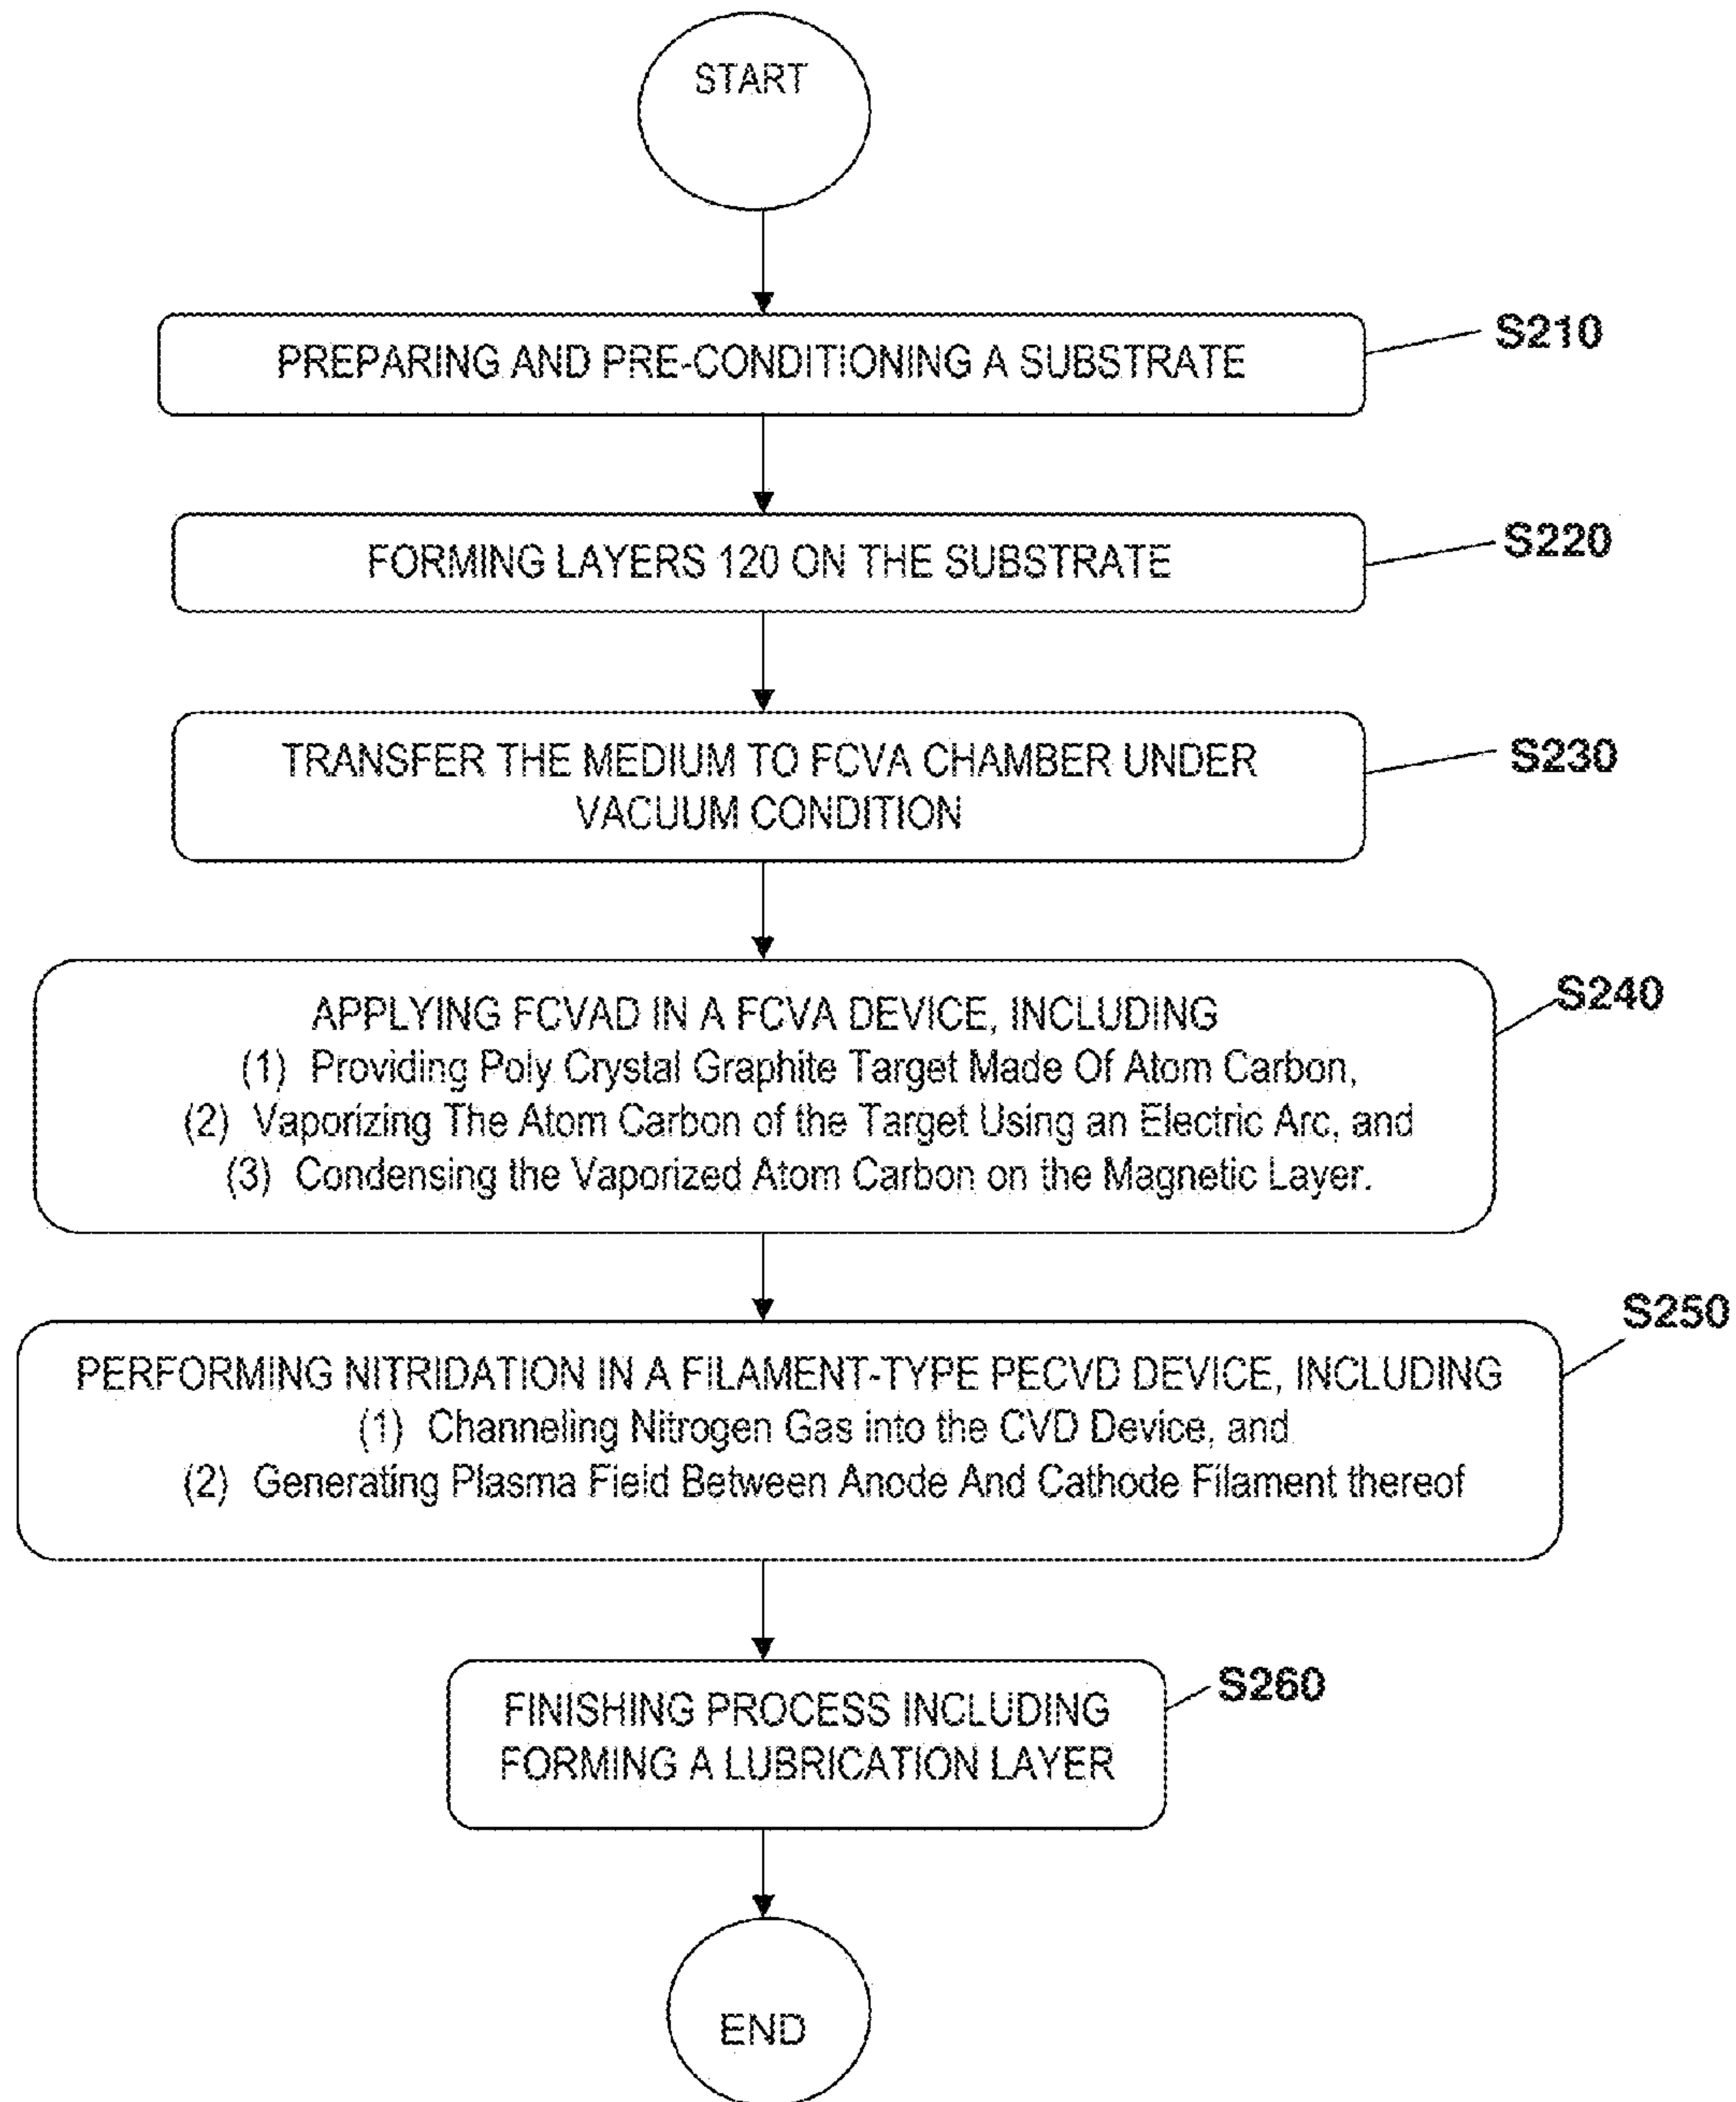 START
PREPARING AND PRE-CONDITIONING A SUBSTRATE
S210
FORMING LAYERS 120 ON THE SUBSTRATE
S220
TRANSFER THE MEDIUM TO FCVA CHAMBER UNDER
VACUUM CONDITION
S230
APPLYING FCVAD IN A FCVA DEVICE, INCLUDING
(1) Providing Poly Crystal Graphite Target Made Of Atom Carbon,
(2) Vaporizing The Atom Carbon of the Target Using an Electric Arc, and
(3) Condensing the Vaporized Atom Carbon on the Magnetic Layer.
S240
PERFORMING NITRIDATION IN A FILAMENT-TYPE PECVD DEVICE, INCLUDING
(1) Channeling Nitrogen Gas into the CVD Device, and
(2) Generating Plasma Field Between Anode And Cathode Filament thereof
S250
FINISHING PROCESS INCLUDING
FORMING A LUBRICATION LAYER
S260
END